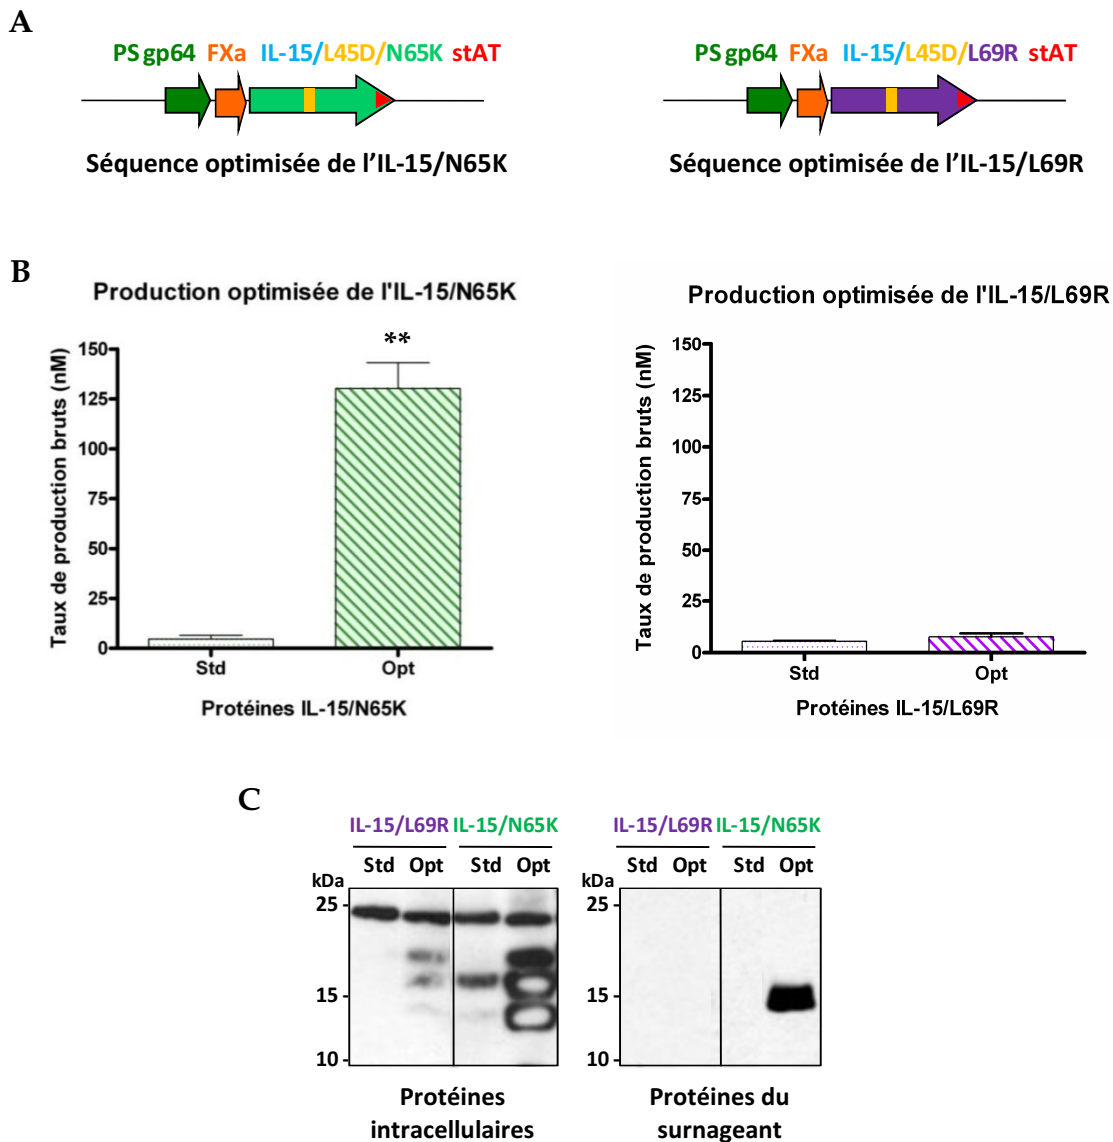 A
PS gp64 FXa IL-15/L45D/N65K stAT
Séquence optimisée de l'IL-15/N65K
PS gp64 FXa IL-15/L45D/L69R stAT
Séquence optimisée de l'IL-15/L69R
B
Production optimisée de l'IL-15/N65K
**
Taux de production bruts (nM)
150
125
100
75
50
25
0
Std Opt
Protéines IL-15/N65K
Production optimisée de l'IL-15/L69R
Taux de production bruts (nM)
150
125
100
75
50
25
0
Std Opt
Protéines IL-15/L69R
C
IL-15/L69R IL-15/N65K
Std Opt Std Opt
kDa
25
15
10
Protéines
intracellulaires
IL-15/L69R IL-15/N65K
Std Opt Std Opt
kDa
25
15
10
Protéines du
surnageant